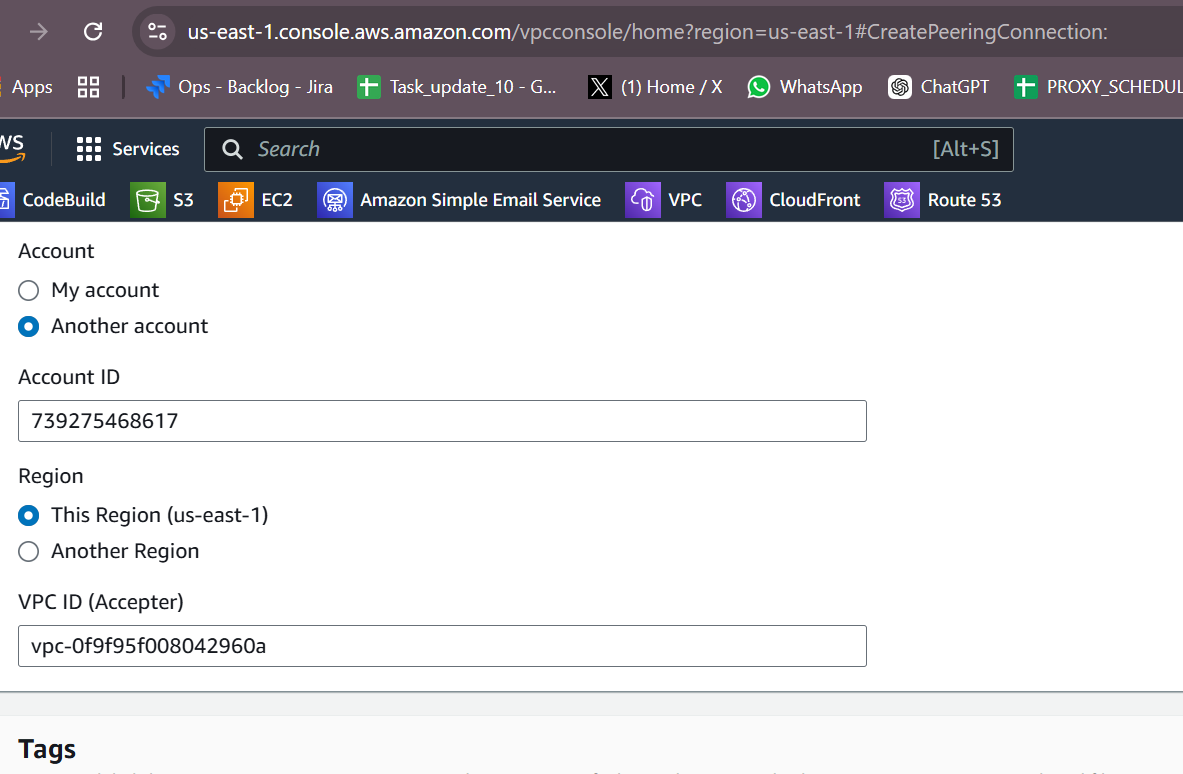 us-east-1.console.aws.amazon.com/vpcconsole/home?region=us-east-1#CreatePeeringConnection:
Apps Ops - Backlog - Jira Task_update_10 - G... X (1) Home / X WhatsApp ChatGPT PROXY_SCHEDUL
Services Search [Alt+S]
CodeBuild S3 EC2 Amazon Simple Email Service VPC CloudFront Route 53
Account
My account
Another account
Account ID
739275468617
Region
This Region (us-east-1)
Another Region
VPC ID (Accepter)
vpc-0f9f95f008042960a
Tags